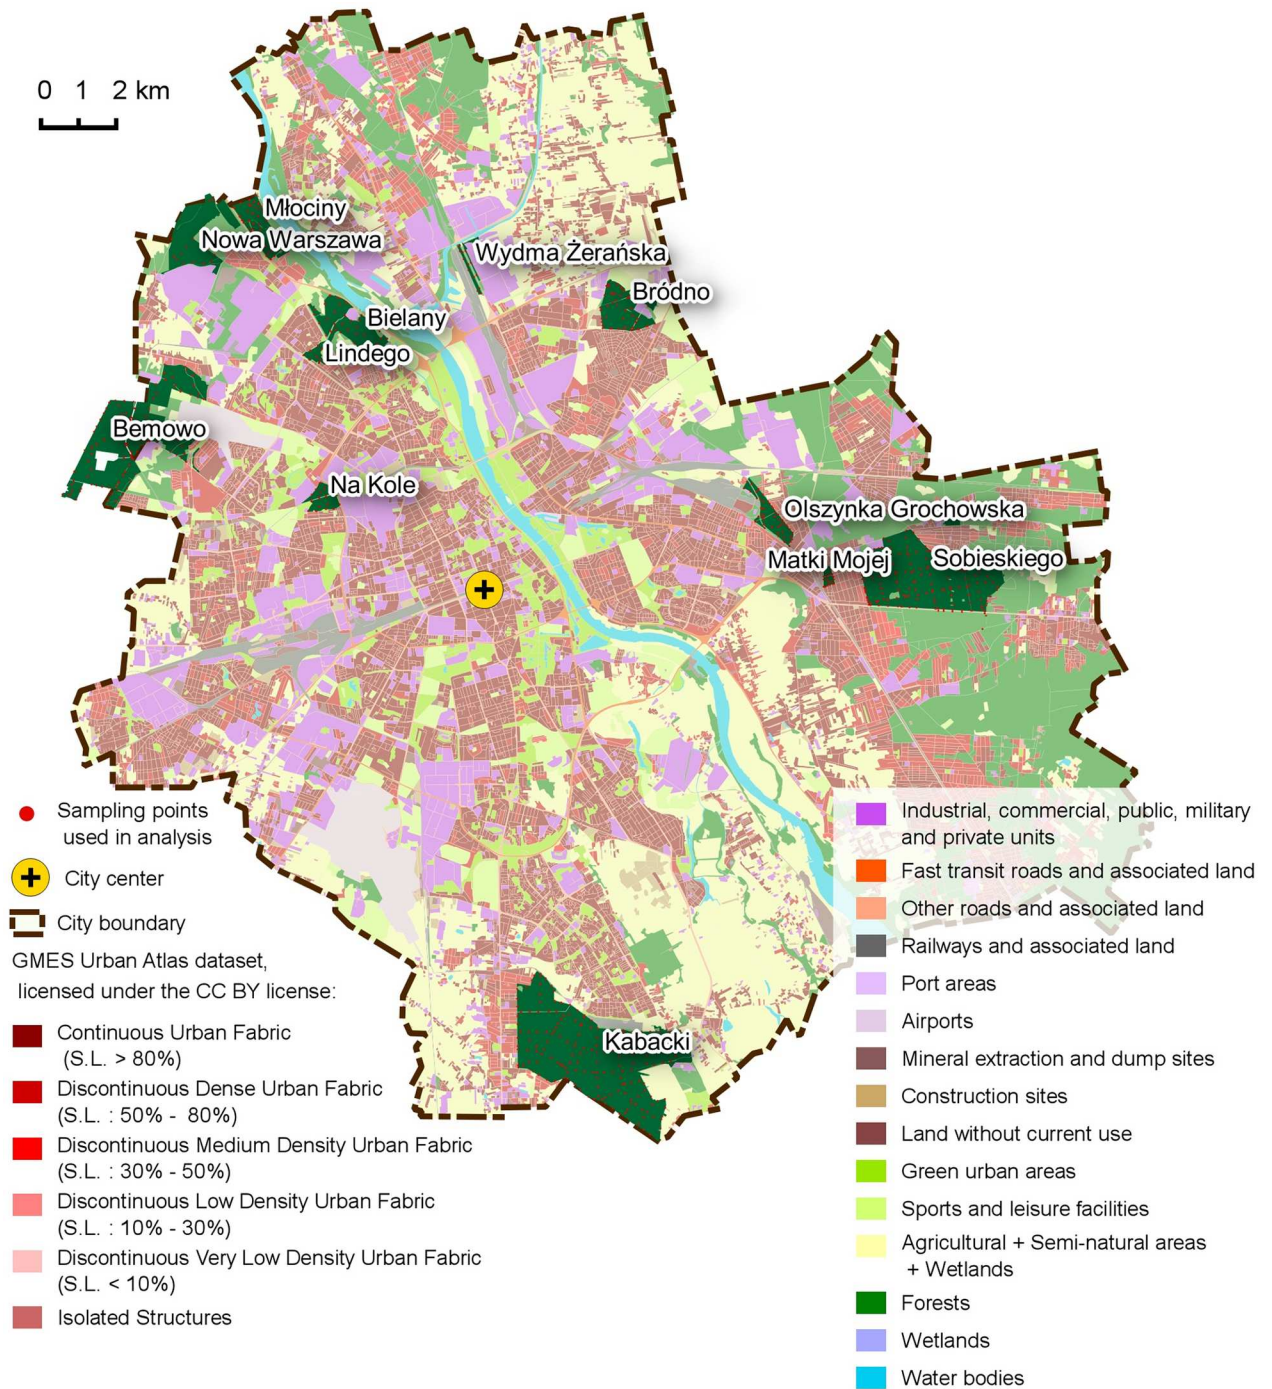 0 1 2 km
Młociny
Nowa Warszawa
Wydma Żerańska
Bródno
Bielany
Lindego
Bemowo
Na Kole
Olszynka Grochowska
Matki Mojej
Sobieskiego
Kabacki
Sampling points
used in analysis
City center
City boundary
GMES Urban Atlas dataset,
licensed under the CC BY license:
Continuous Urban Fabric
(S.L. > 80%)
Discontinuous Dense Urban Fabric
(S.L. : 50% - 80%)
Discontinuous Medium Density Urban Fabric
(S.L. : 30% - 50%)
Discontinuous Low Density Urban Fabric
(S.L. : 10% - 30%)
Discontinuous Very Low Density Urban Fabric
(S.L. < 10%)
Isolated Structures
Industrial, commercial, public, military
and private units
Fast transit roads and associated land
Other roads and associated land
Railways and associated land
Port areas
Airports
Mineral extraction and dump sites
Construction sites
Land without current use
Green urban areas
Sports and leisure facilities
Agricultural + Semi-natural areas
+ Wetlands
Forests
Wetlands
Water bodies